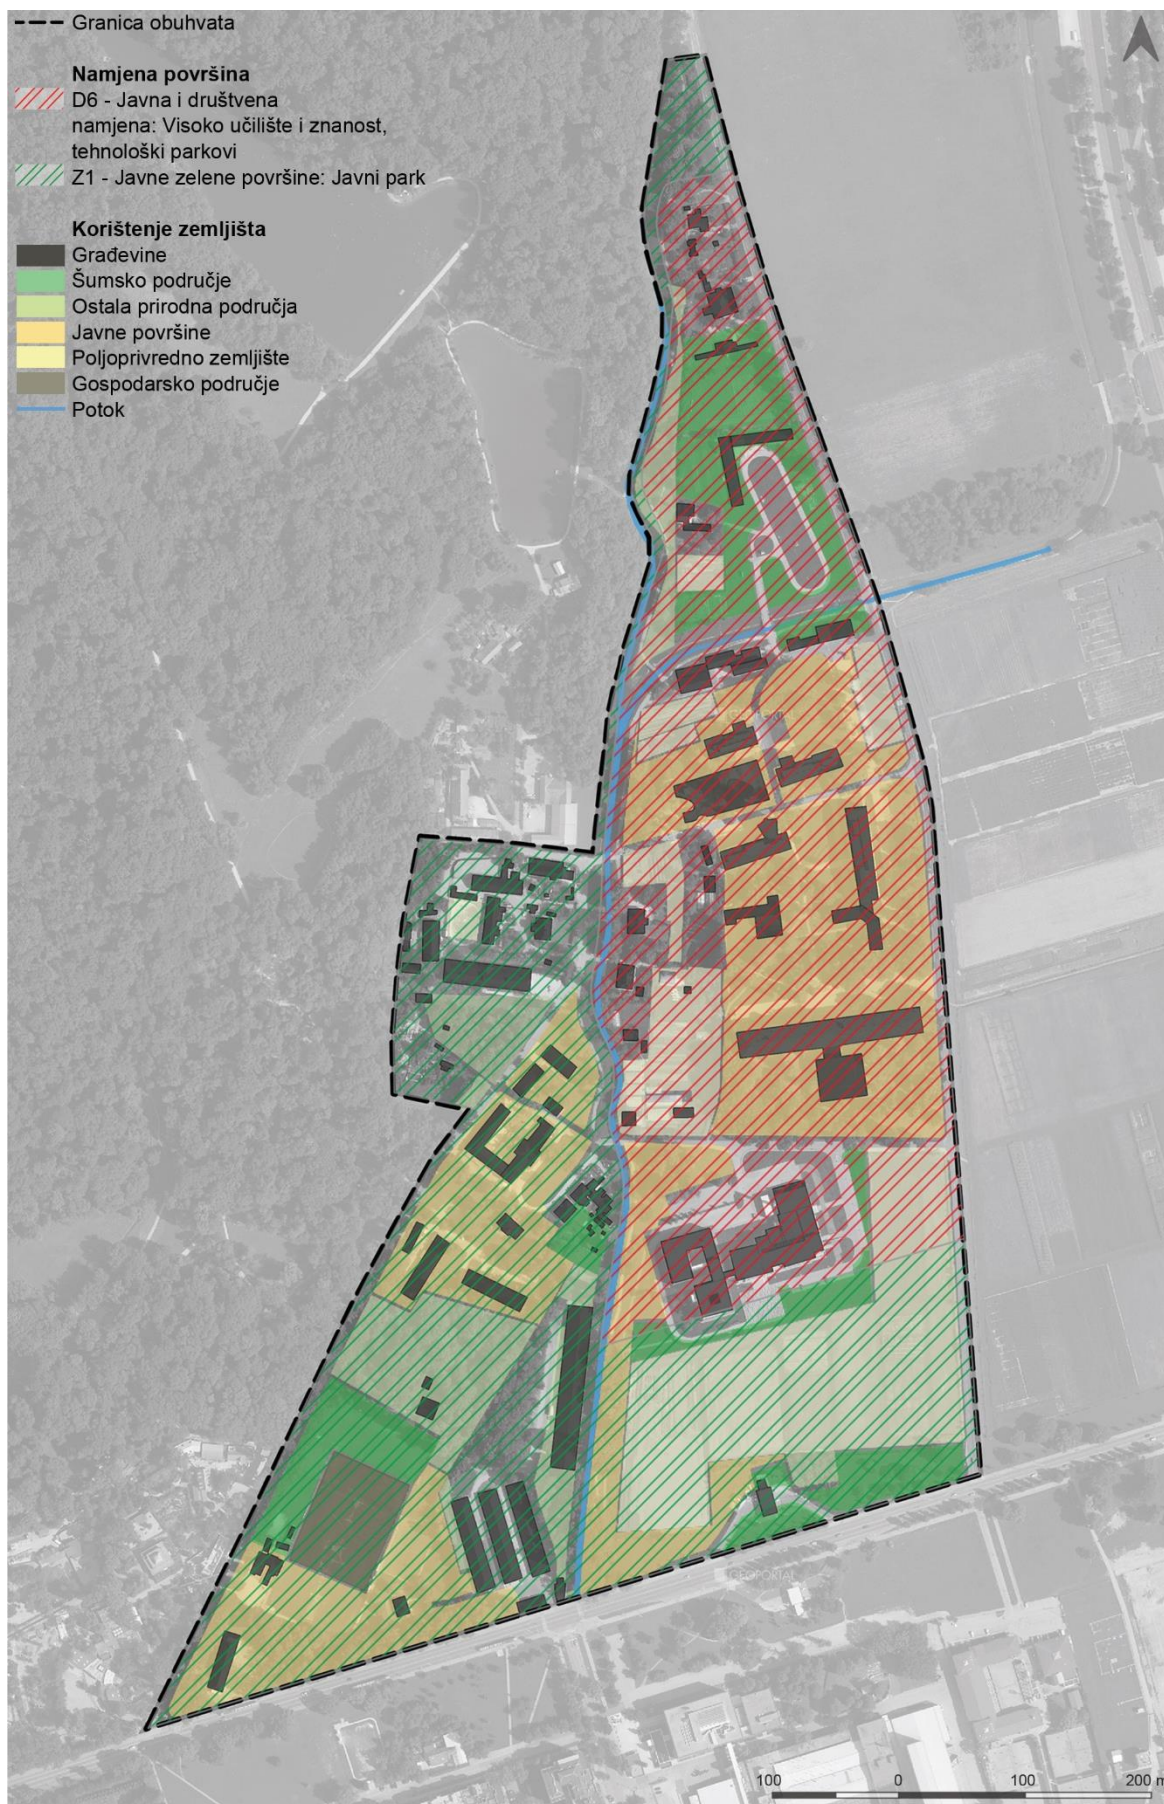 Granica obuhvata
Namjena površina
D6 - Javna i društvena
namjena: Visoko učilište i znanost,
tehnološki parkovi
Z1 - Javne zelene površine: Javni park
Korištenje zemljišta
Građevine
Šumsko područje
Ostala prirodna područja
Javne površine
Poljoprivredno zemljište
Gospodarsko područje
Potok
GEOPORTAL
100 0 100 200 m